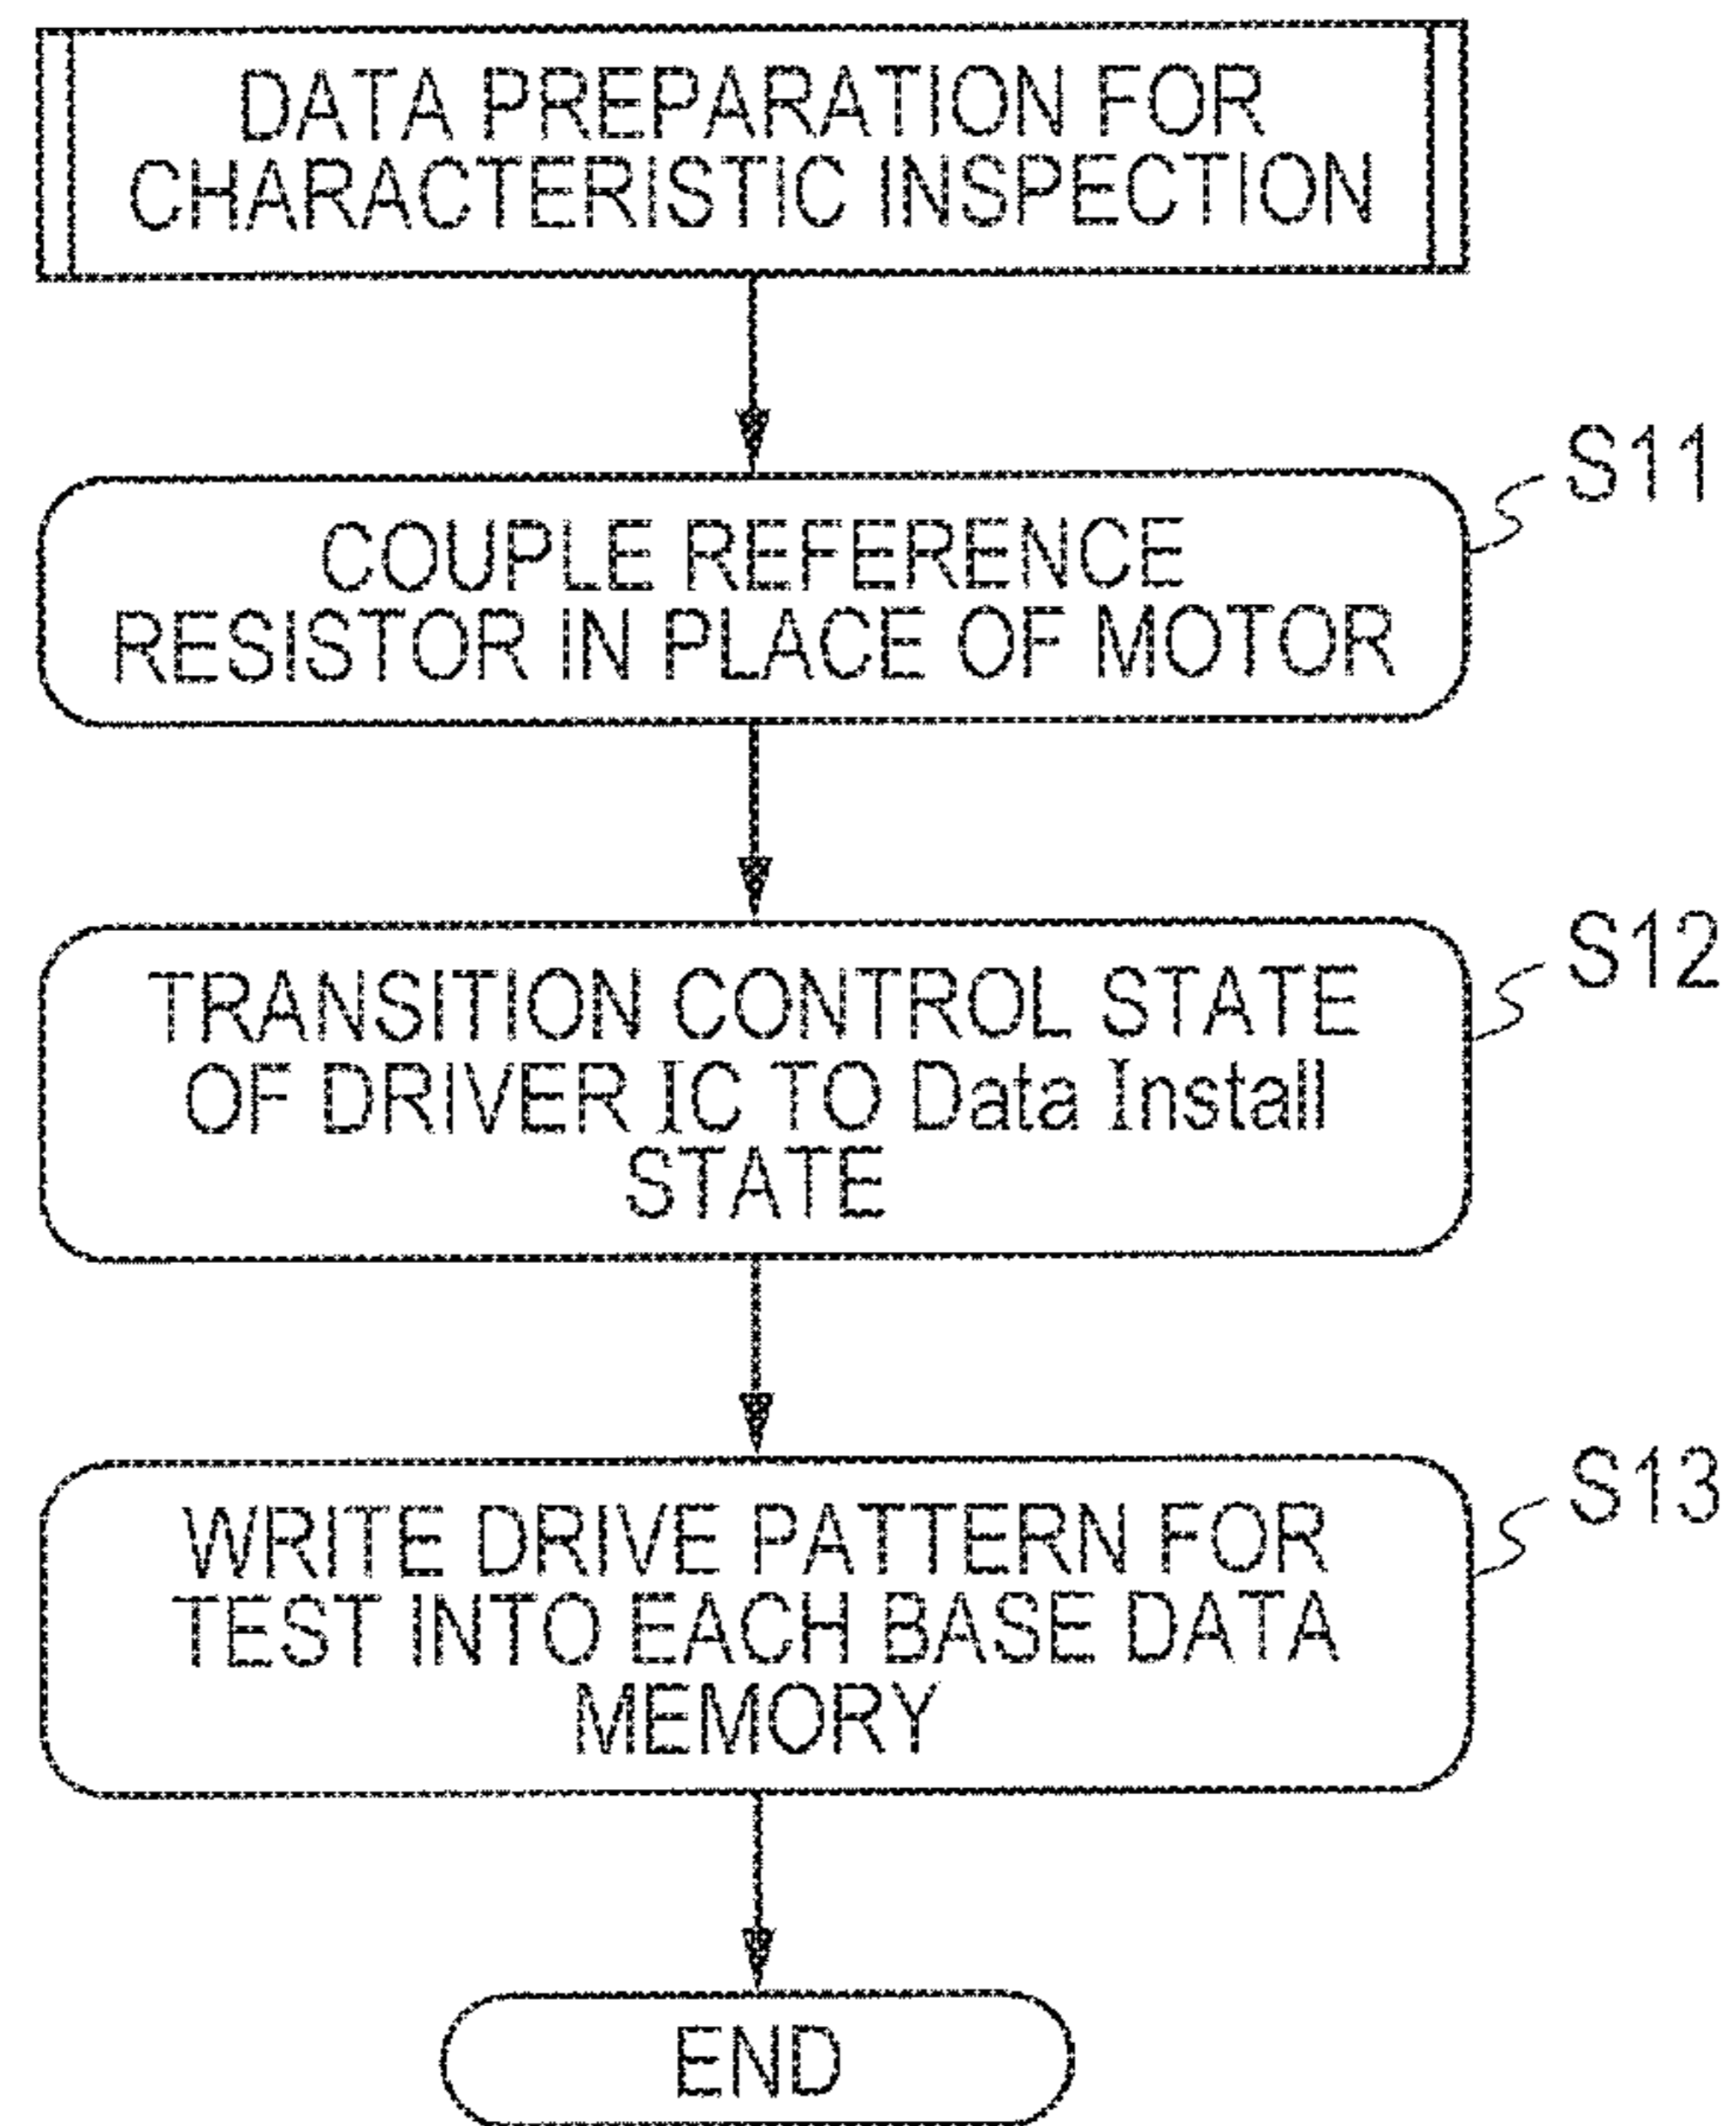 DATA PREPARATION FOR
CHARACTERISTIC INSPECTION
S11
COUPLE REFERENCE
RESISTOR IN PLACE OF MOTOR
S12
TRANSITION CONTROL STATE
OF DRIVER IC TO Data Install
STATE
S13
WRITE DRIVE PATTERN FOR
TEST INTO EACH BASE DATA
MEMORY
END